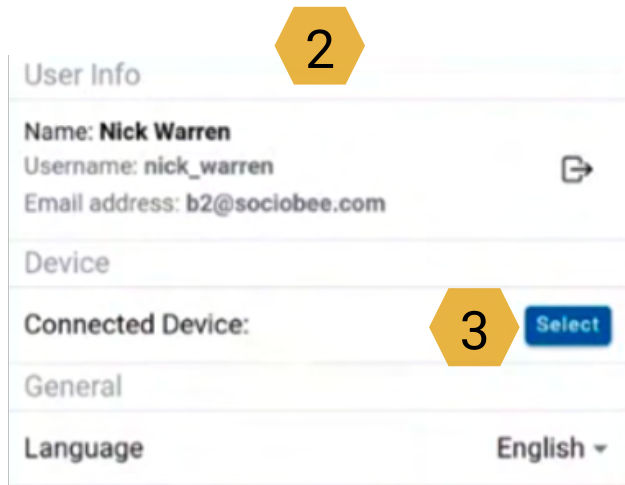 2
User Info
Name: Nick Warren
Username: nick_warren
Email address: b2@sociobee.com
Device
Connected Device: 3 Select
General
Language English